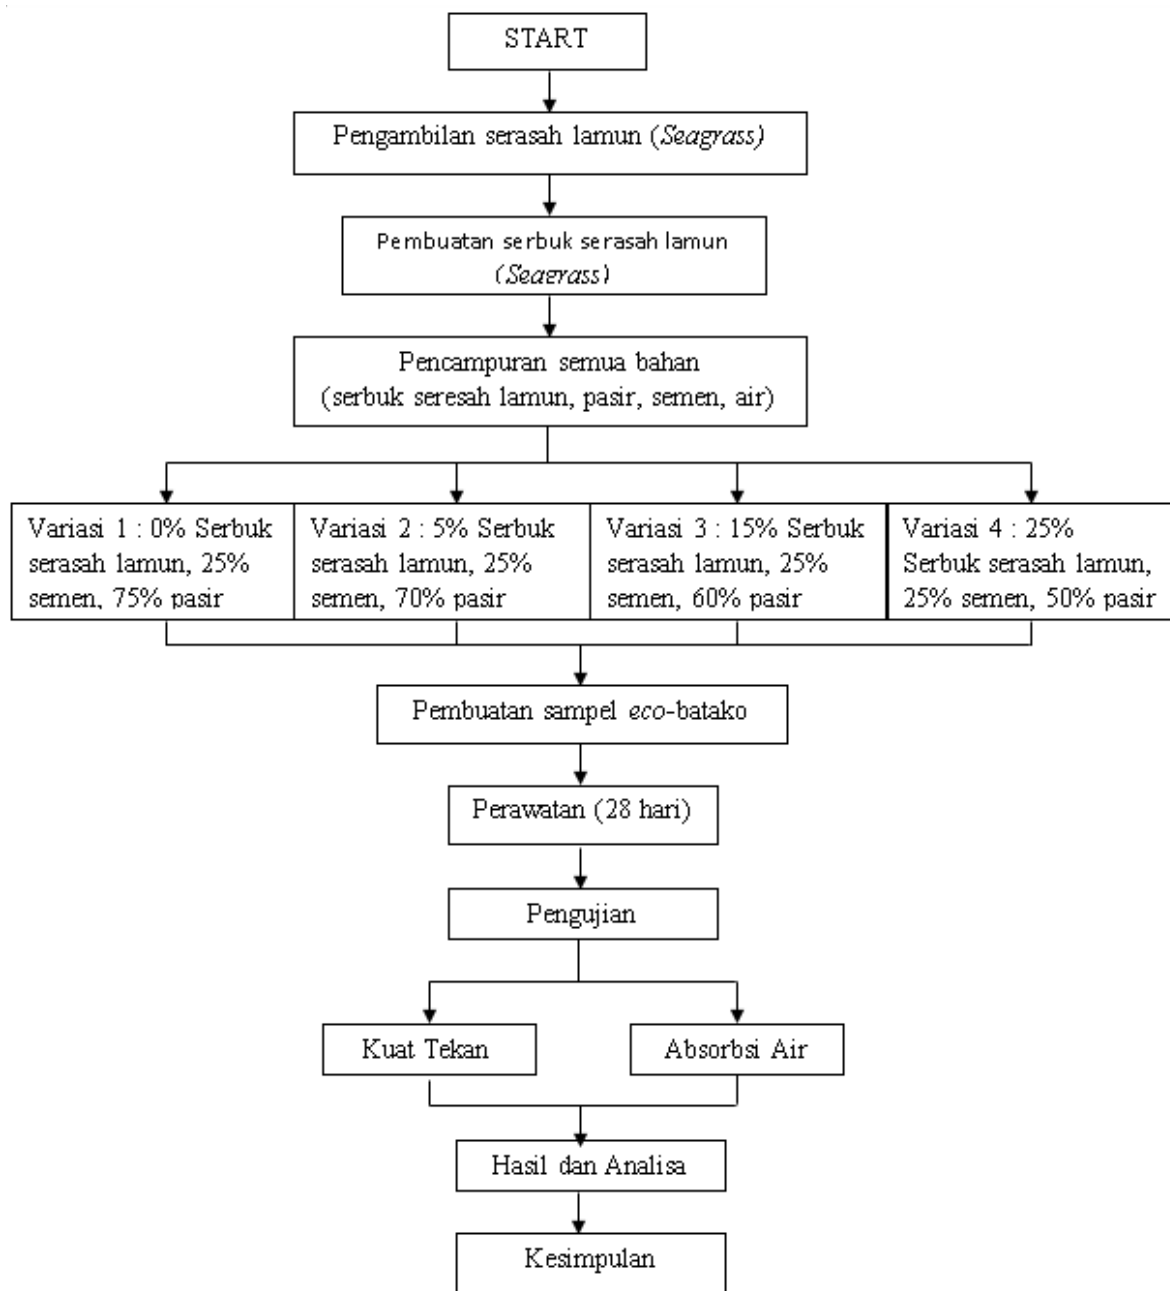 START
Pengambilan serasah lamun (Seagrass)
Pembuatan serbuk serasah lamun
(Seagrass)
Pencampuran semua bahan
(serbuk seresah lamun, pasir, semen, air)
Variasi 1 : 0% Serbuk
serasah lamun, 25%
semen, 75% pasir
Variasi 2 : 5% Serbuk
serasah lamun, 25%
semen, 70% pasir
Variasi 3 : 15% Serbuk
serasah lamun, 25%
semen, 60% pasir
Variasi 4 : 25%
Serbuk serasah lamun,
25% semen, 50% pasir
Pembuatan sampel eco-batako
Perawatan (28 hari)
Pengujian
Kuat Tekan
Absorbsi Air
Hasil dan Analisa
Kesimpulan